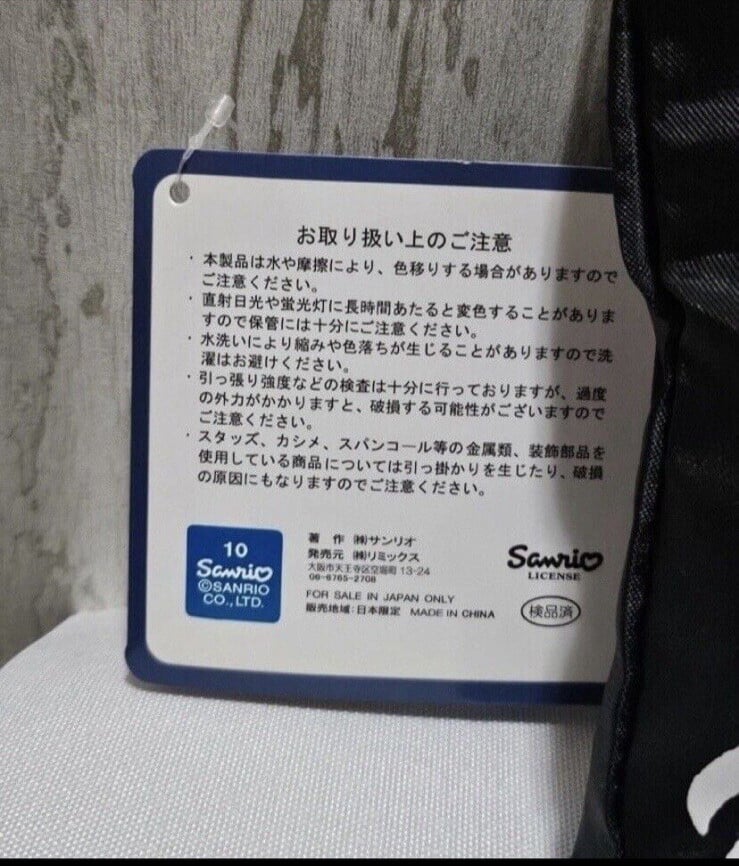 お取り扱い上のご注意
・本製品は水や摩擦により、色移りする場合がありますので
ご注意ください。
・直射日光や蛍光灯に長時間あたると変色することがありま
すので保管には十分にご注意ください。
・水洗いにより縮みや色落ちが生じることがありますので洗
濯はお避けください。
・引っ張り強度などの検査は十分に行っておりますが、過度
の外力がかかりますと、破損する可能性がございますので
ご注意ください。
・スタッズ、カシメ、スパンコール等の金属類、装飾部品を
使用している商品については引っ掛かりを生じたり、破損
の原因にもなりますのでご注意ください。
10
Sanrio
©SANRIO
CO.,LTD.
著 作 ㈱サンリオ
発売元 ㈱リミックス
大阪市天王寺区空堀町 13-24
06-6765-2708
FOR SALE IN JAPAN ONLY
販売地域:日本限定 MADE IN CHINA
Sanrio
LICENSE
検品済